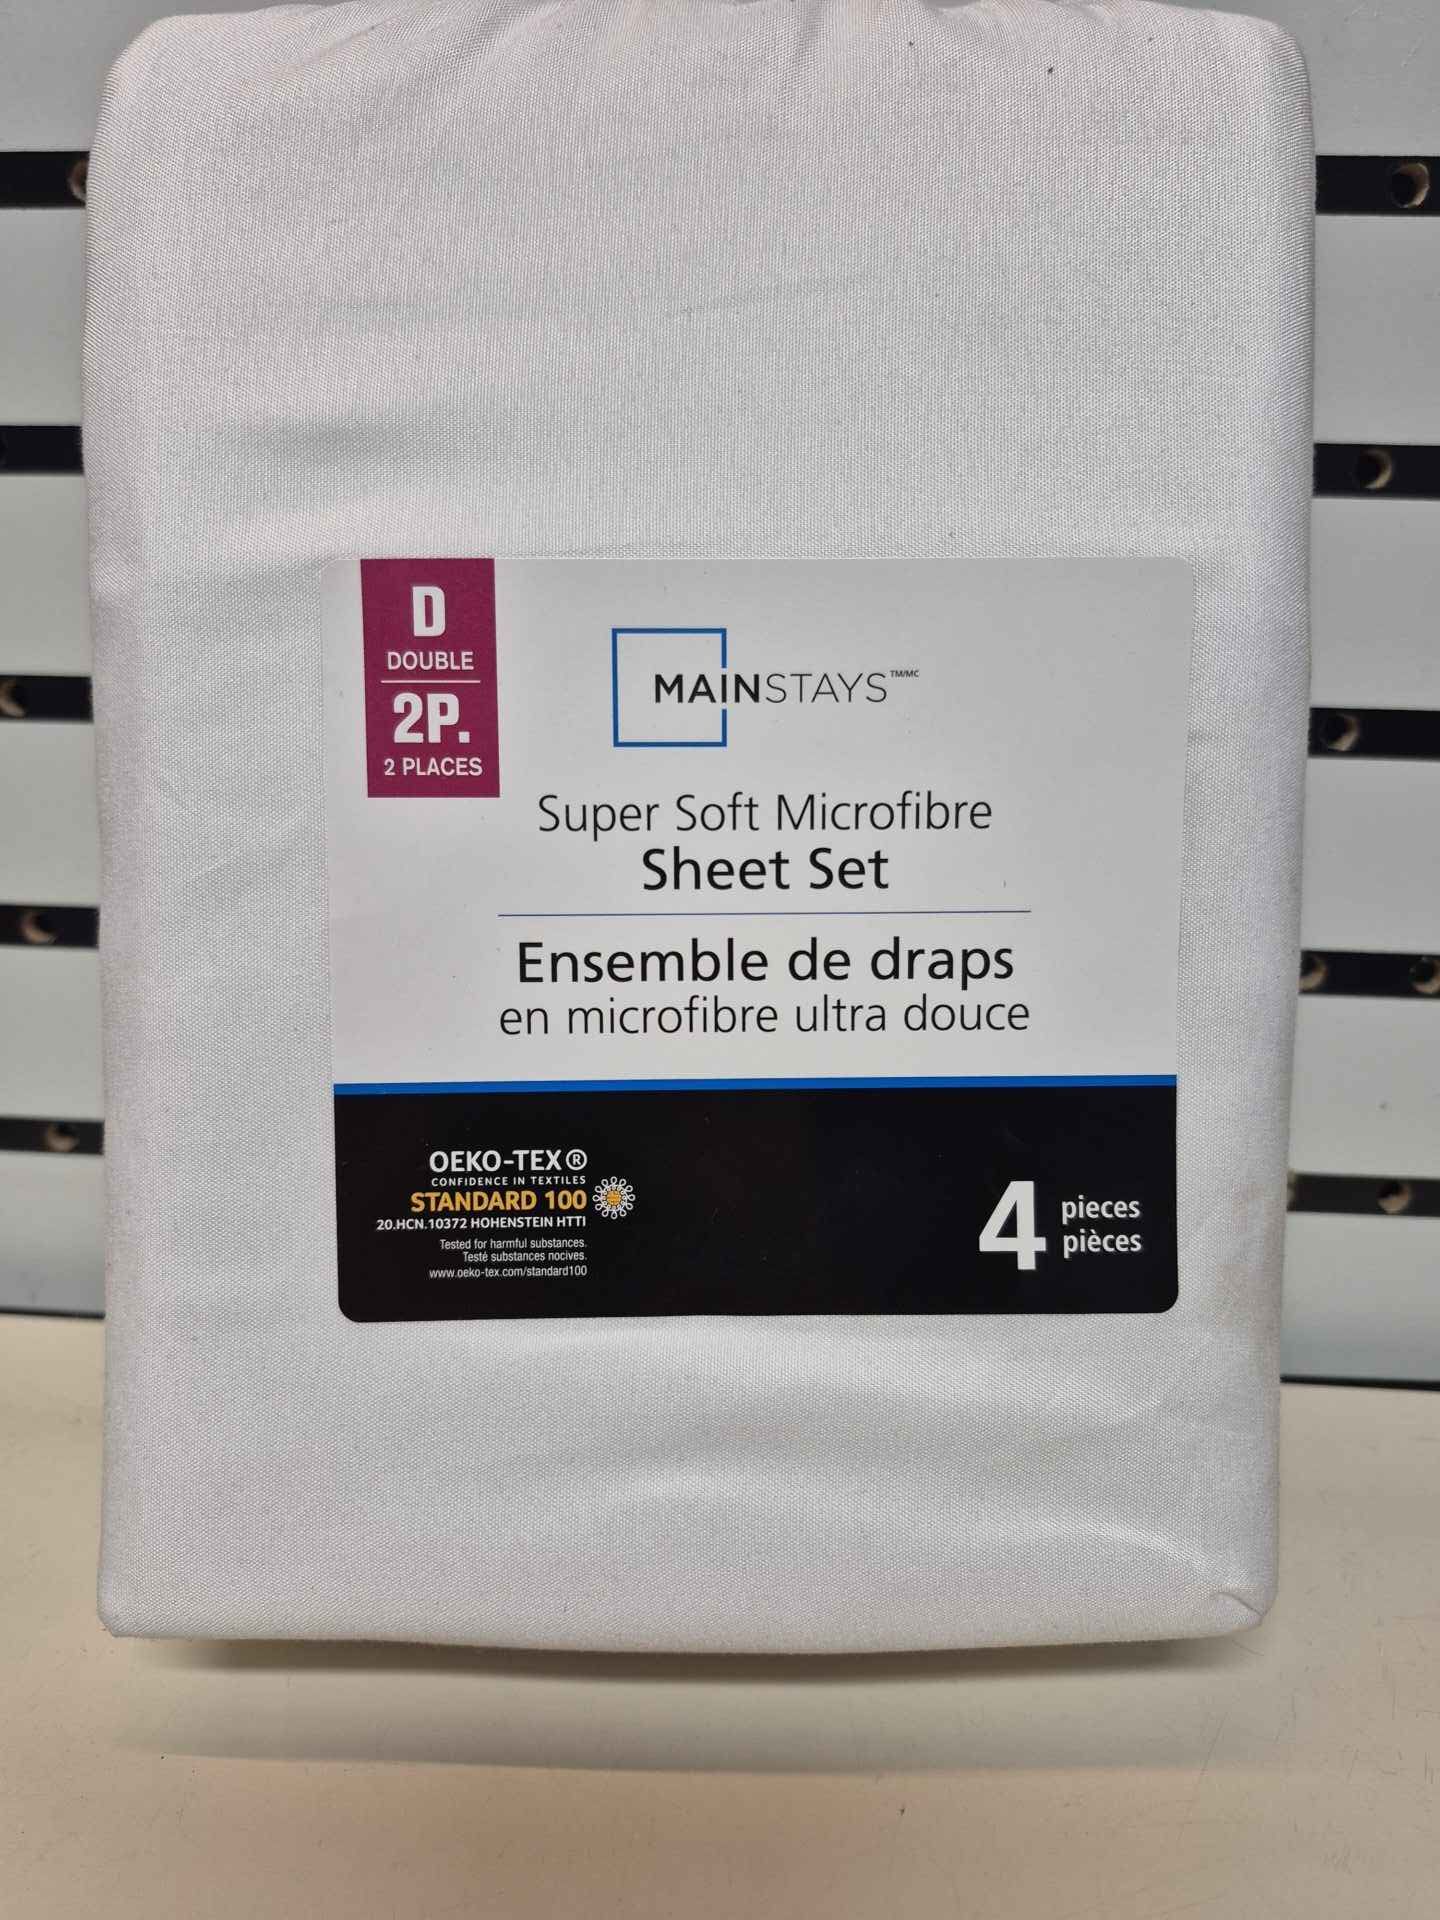 D
DOUBLE
2P.
2 PLACES
MAINSTAYS™/MC
Super Soft Microfibre
Sheet Set
Ensemble de draps
en microfibre ultra douce
OEKO-TEX®
CONFIDENCE IN TEXTILES
STANDARD 100
20.HCN.10372 HOHENSTEIN HTTI
Tested for harmful substances.
Testé substances nocives.
www.oeko-tex.com/standard100
4 pieces
pièces